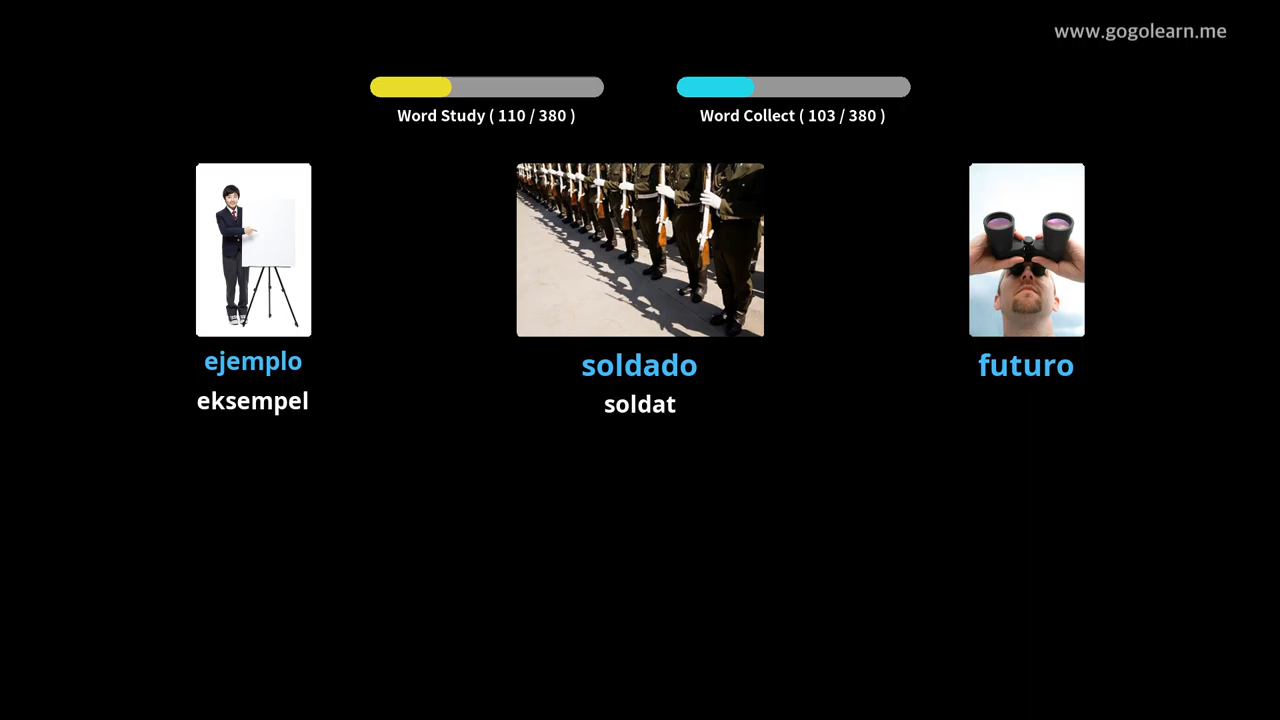 www.gogolearn.me
Word Study ( 110 / 380 )
Word Collect ( 103 / 380 )
ejemplo
soldado
futuro
eksempel
soldat